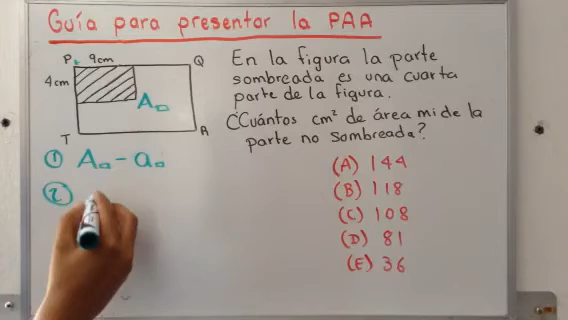 Guía para presentar la PAA
P 9cm Q
4cm
A□
T R
En la figura la parte
sombreada es una cuarta
parte de la figura.
¿Cuántos cm² de área mide la
parte no sombreada?
① A□ - a□
②
(A) 144
(B) 118
(C) 108
(D) 81
(E) 36